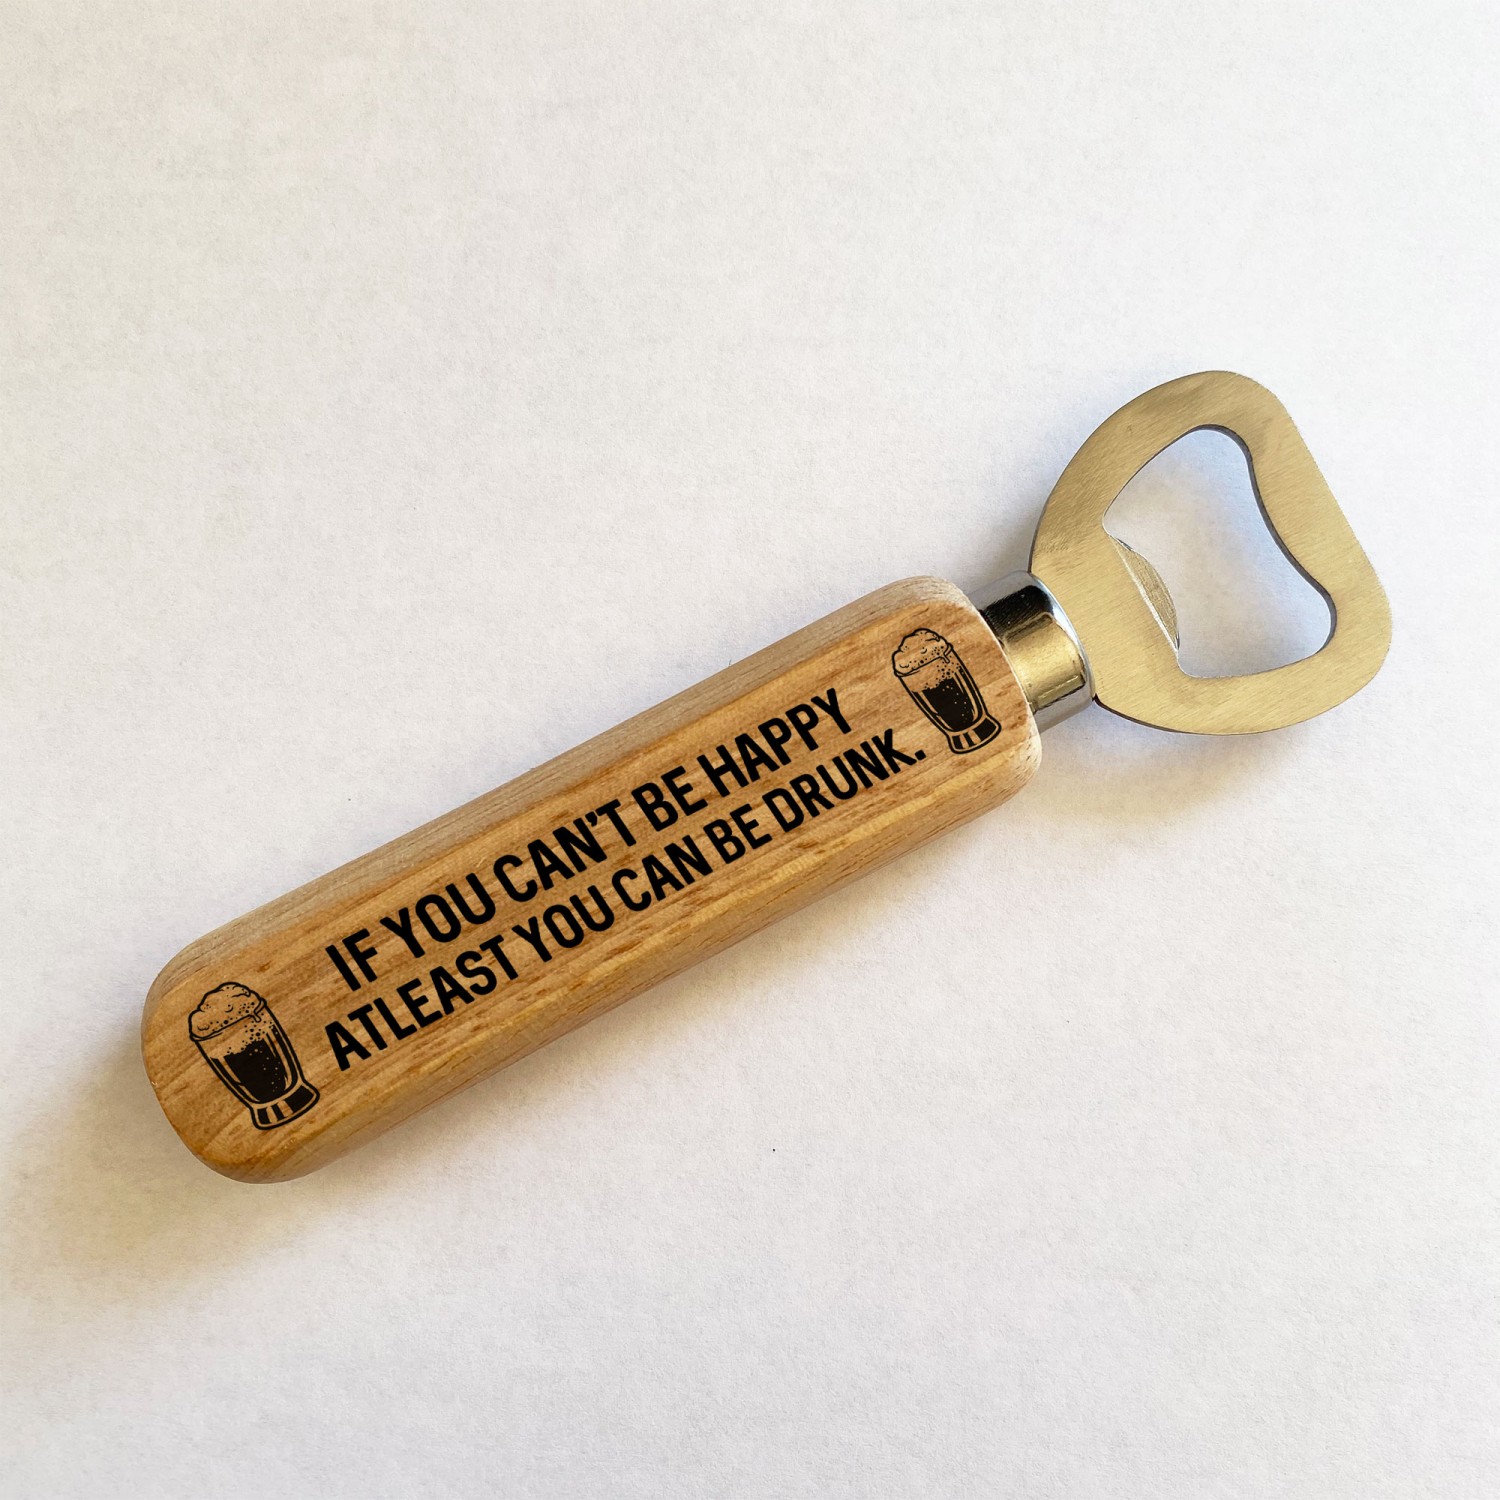 IF YOU CAN'T BE HAPPY
ATLEAST YOU CAN BE DRUNK.